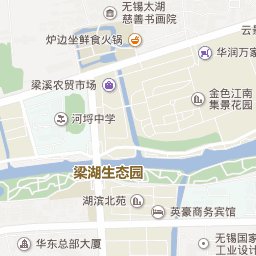 无锡太湖
慈善书画院
云景
炉边坐鲜食火锅
华润万家
梁溪农贸市场
金色江南
集景花园
河埒中学
梁湖生态园
湖滨北苑
英豪商务宾馆
华东总部大厦
无锡国家
工业设计